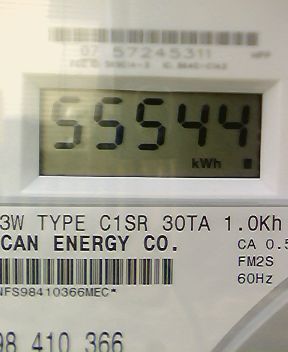 07 57245311
55544
kWh
3W TYPE C1SR 30TA 1.0Kh
CAN ENERGY CO.
CA 0.5
FM2S
60Hz
NFS98410366MEC*
98 410 366